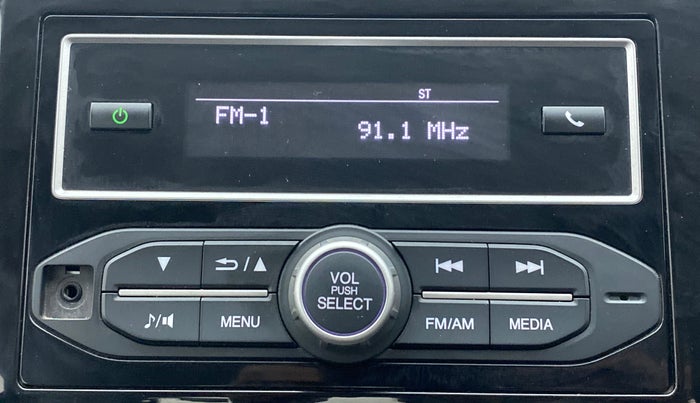 ST
FM-1
91.1 MHz
VOL
PUSH
SELECT
MENU
FM/AM
MEDIA